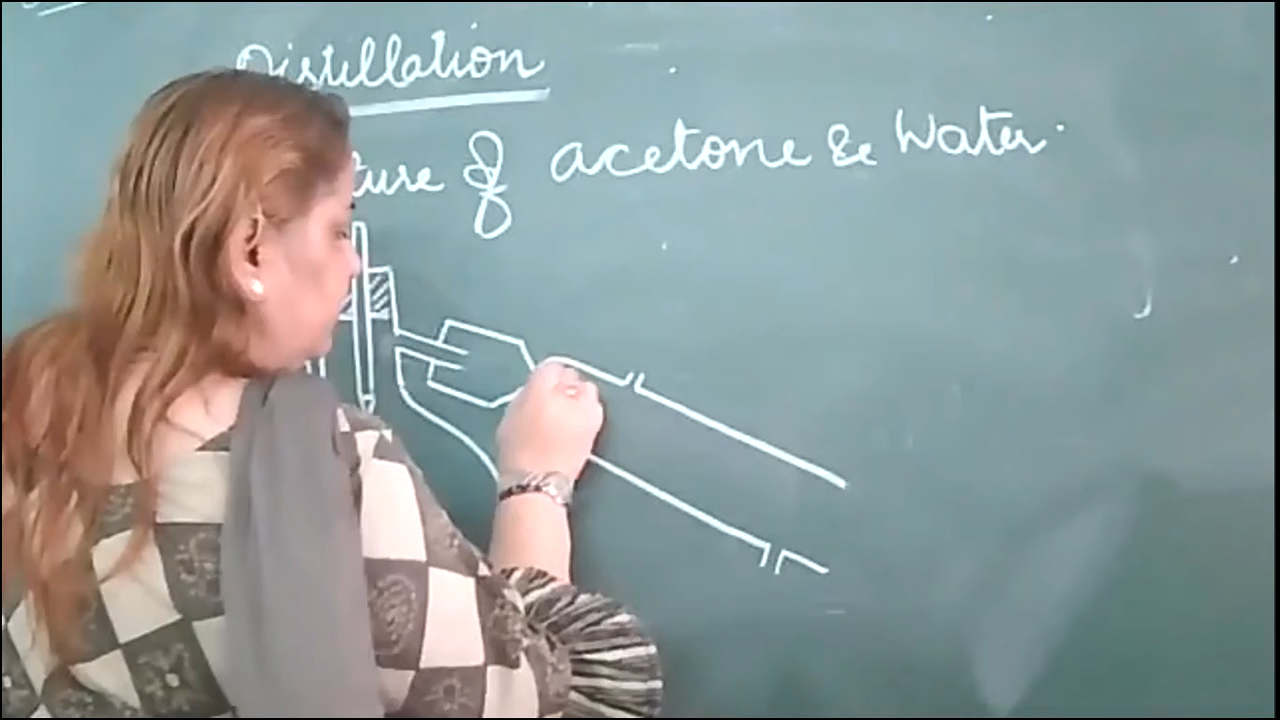 Distillation
ture of acetone & Water.